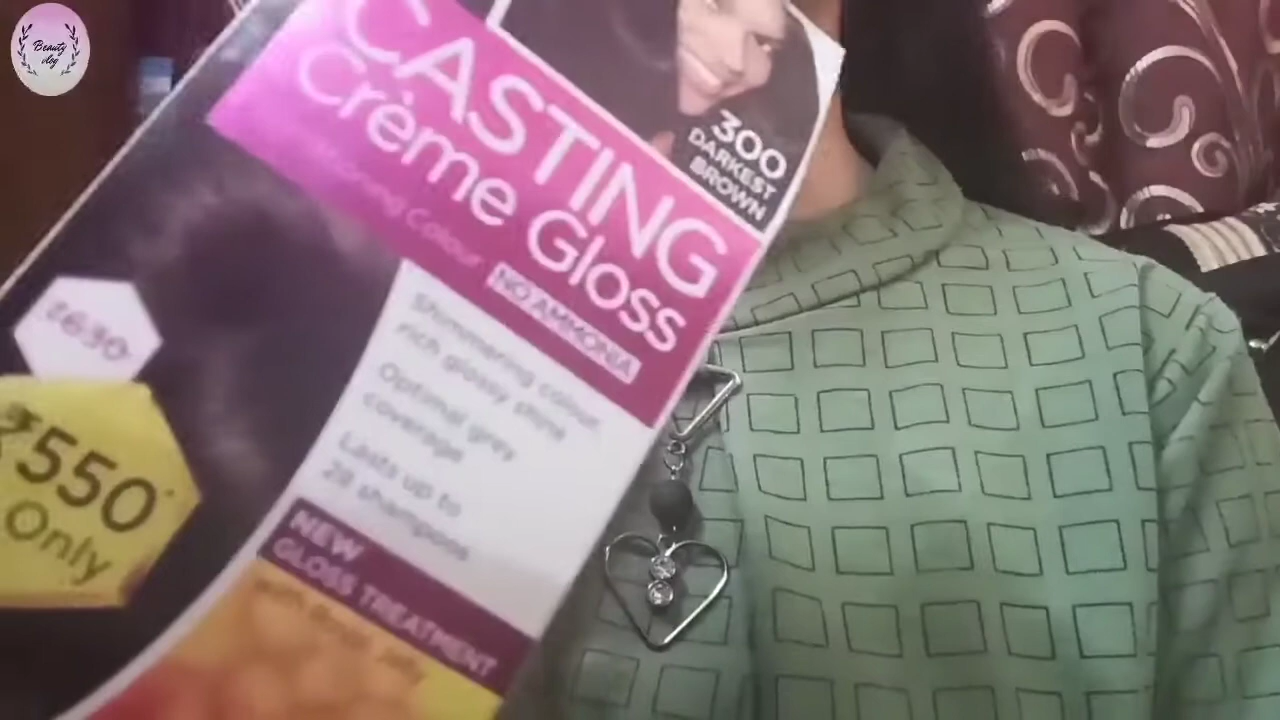 Beauty
vlog
CASTING
Crème Gloss
Colour
NO AMMONIA
300
DARKEST
BROWN
Shimmering colour,
rich glossy shine
Optimal grey
coverage
Lasts up to
28 shampoos
₹630
₹550*
Only
NEW
GLOSS TREATMENT